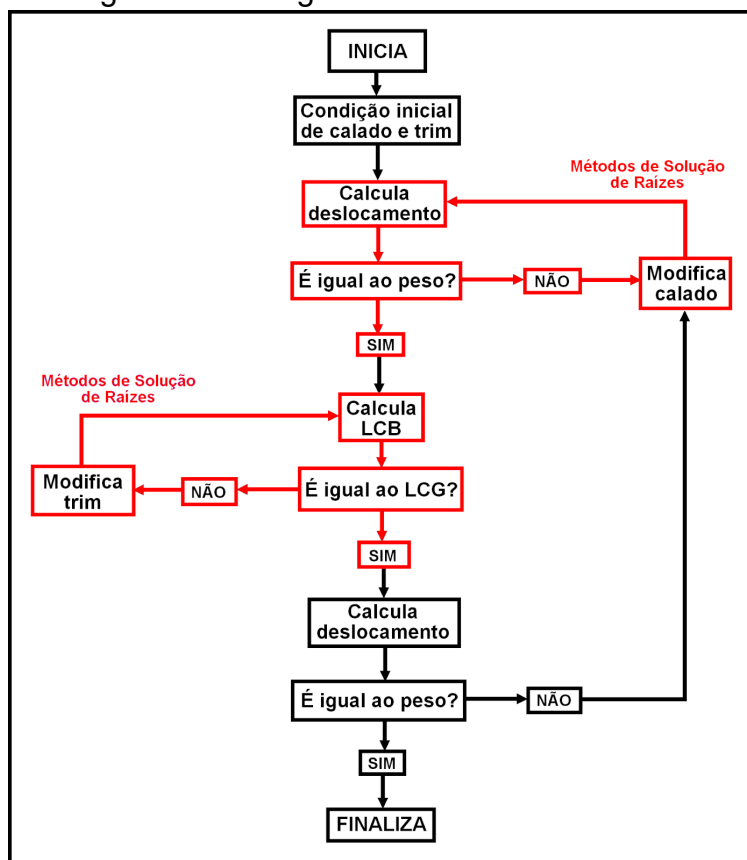 INICIA
Condição inicial
de calado e trim
Métodos de Solução
de Raízes
Calcula
deslocamento
É igual ao peso?
NÃO
Modifica
calado
SIM
Métodos de Solução
de Raízes
Calcula
LCB
Modifica
trim
NÃO
É igual ao LCG?
SIM
Calcula
deslocamento
É igual ao peso?
NÃO
SIM
FINALIZA